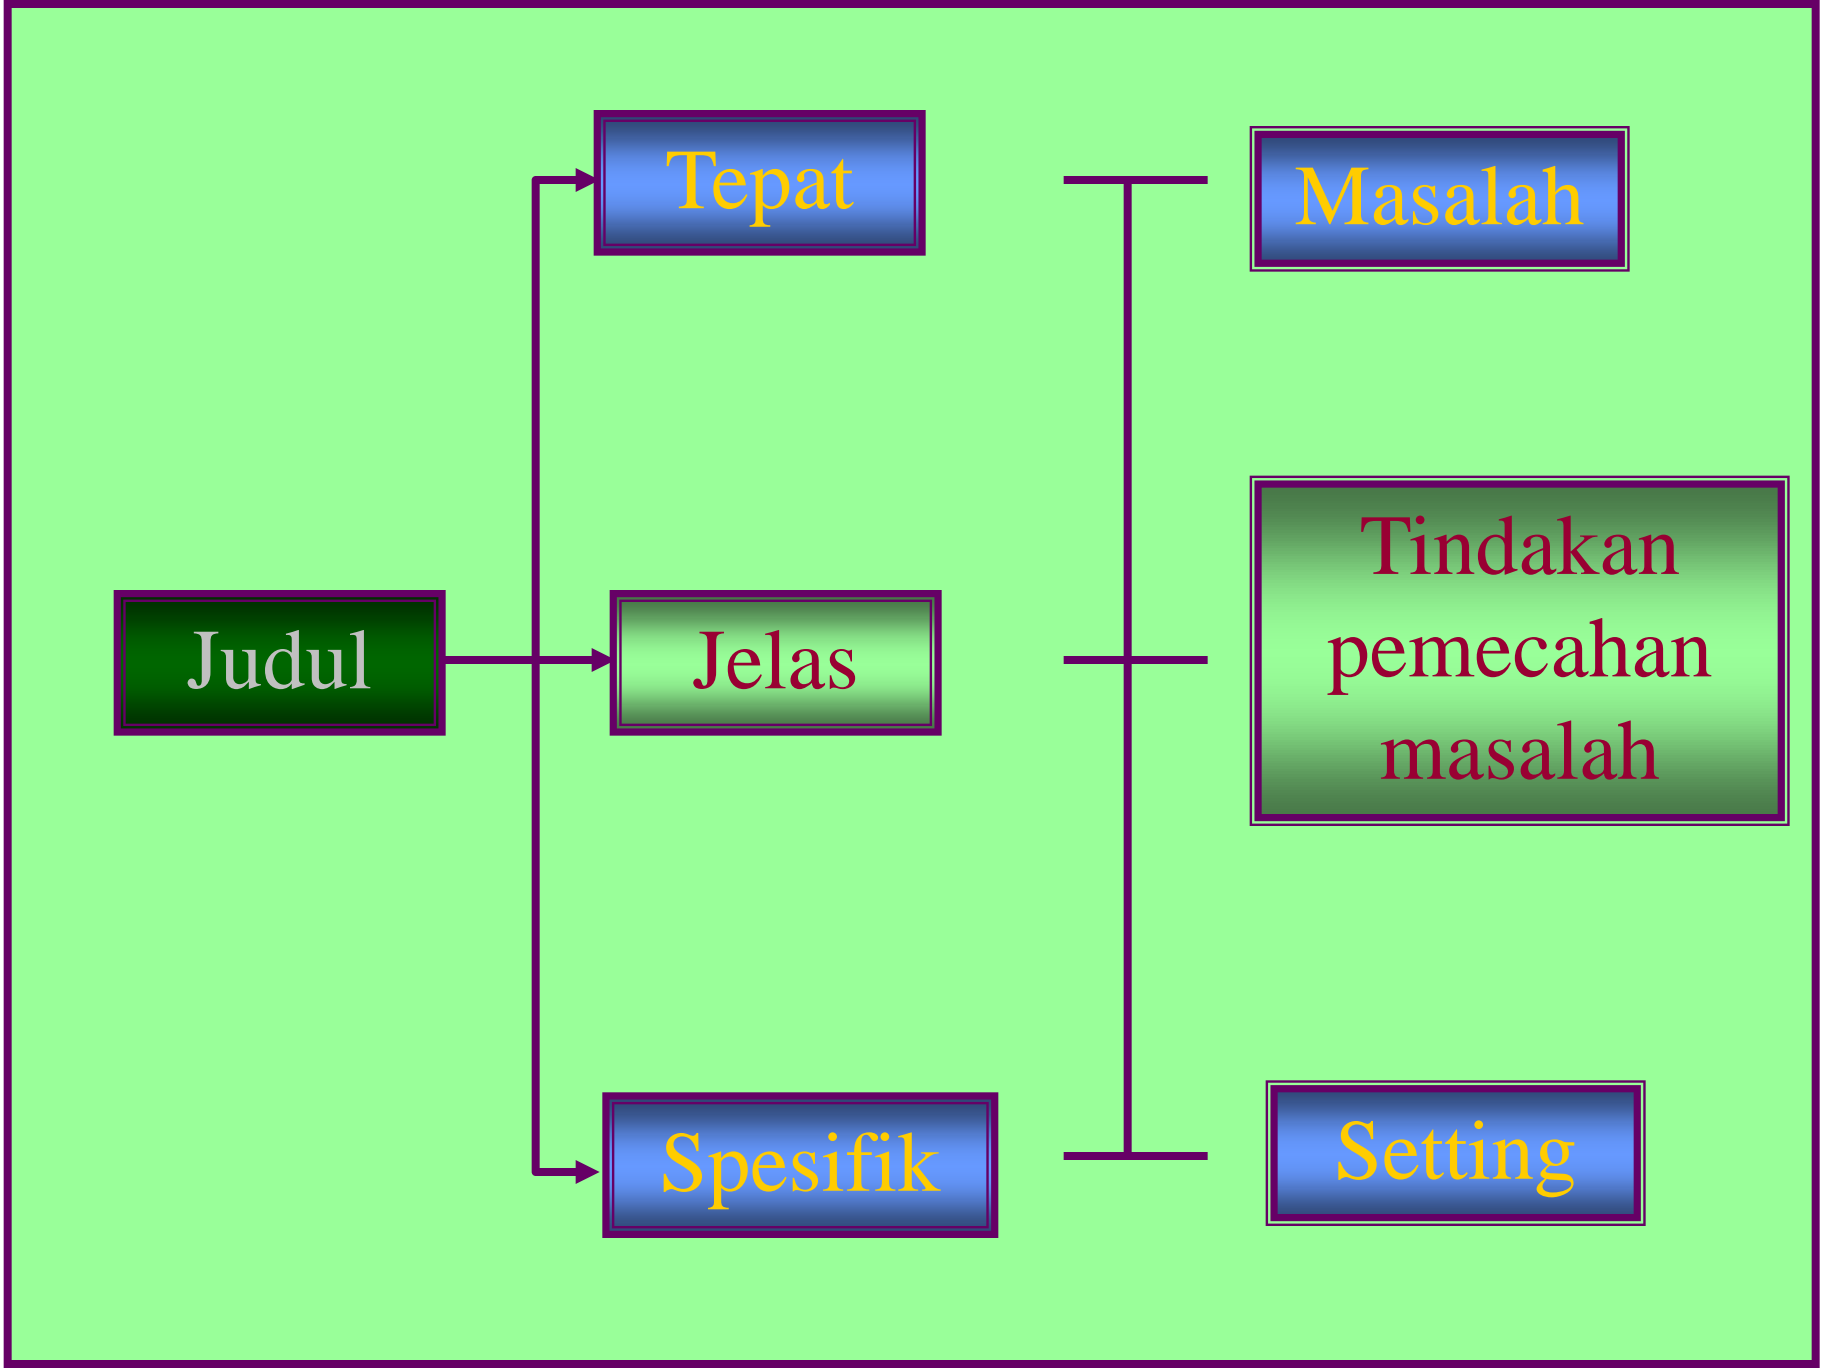 Tepat
Masalah
Judul
Jelas
Tindakan
pemecahan
masalah
Spesifik
Setting